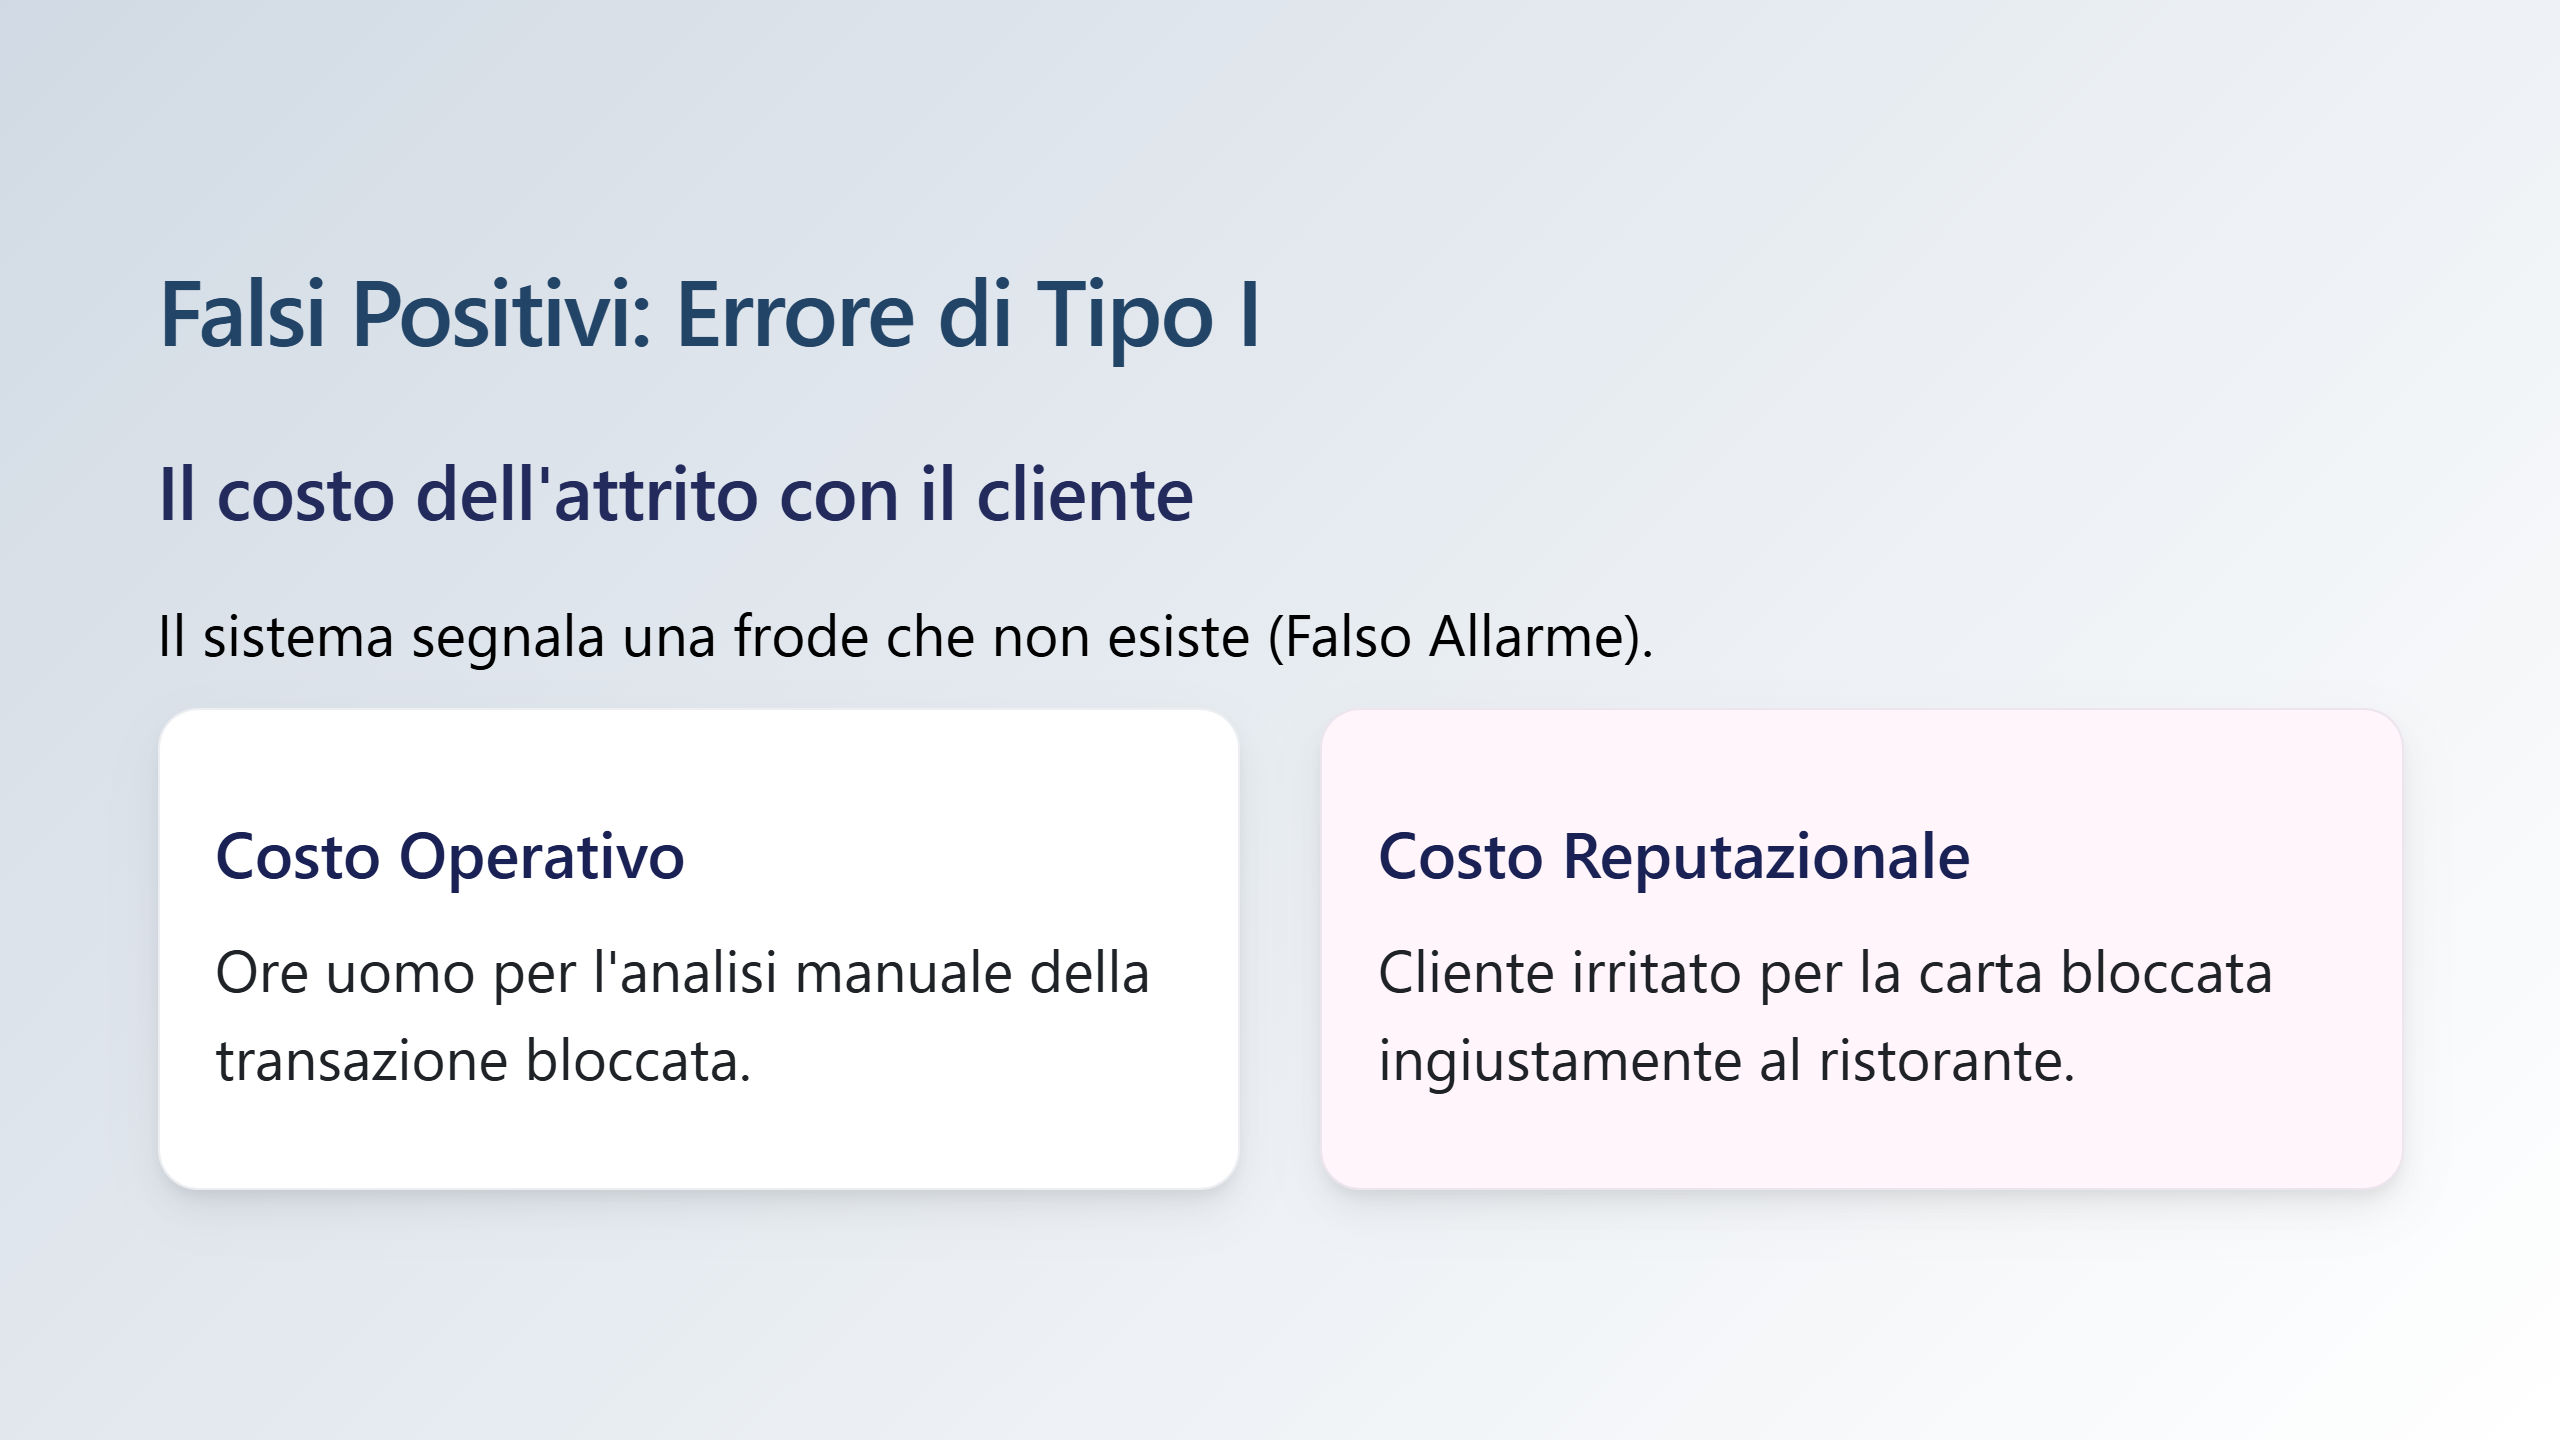 Falsi Positivi: Errore di Tipo I
Il costo dell'attrito con il cliente
Il sistema segnala una frode che non esiste (Falso Allarme).
Costo Operativo
Ore uomo per l'analisi manuale della
transazione bloccata.
Costo Reputazionale
Cliente irritato per la carta bloccata
ingiustamente al ristorante.